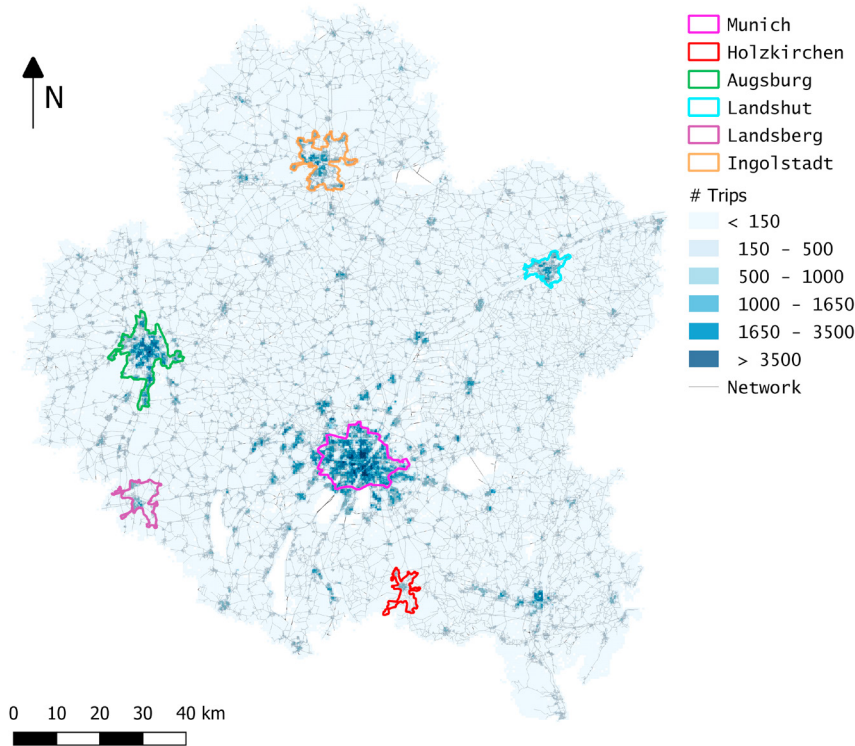 Munich
Holzkirchen
Augsburg
Landshut
Landsberg
Ingolstadt
# Trips
< 150
150 - 500
500 - 1000
1000 - 1650
1650 - 3500
> 3500
Network
N
0 10 20 30 40 km